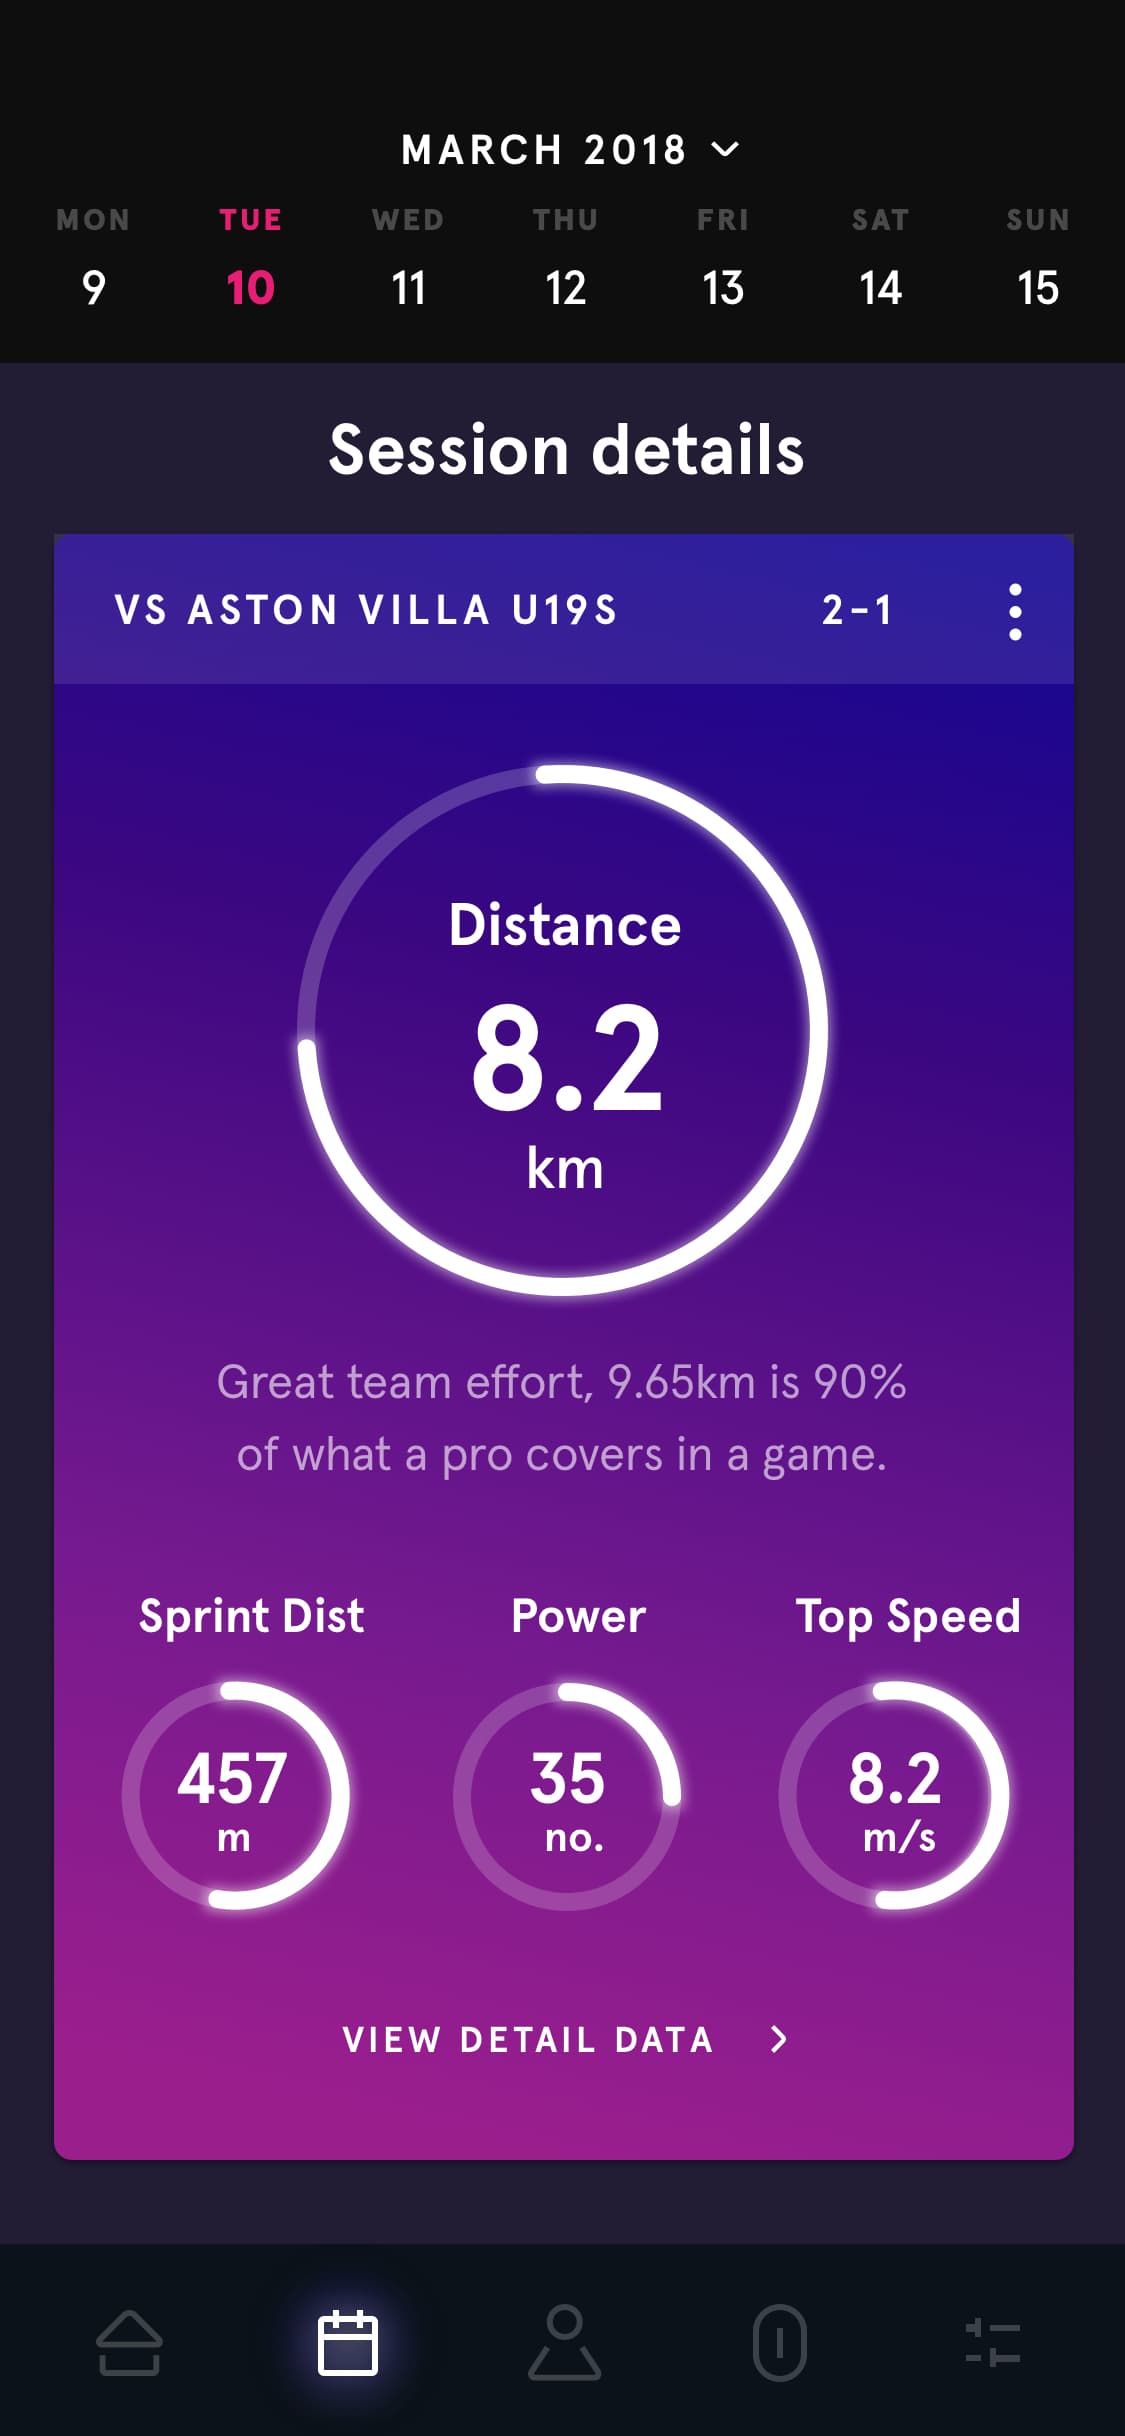 MARCH 2018
MON TUE WED THU FRI SAT SUN
9 10 11 12 13 14 15
Session details
VS ASTON VILLA U19S 2-1
Distance
8.2
km
Great team effort, 9.65km is 90%
of what a pro covers in a game.
Sprint Dist Power Top Speed
457 35 8.2
m no. m/s
VIEW DETAIL DATA